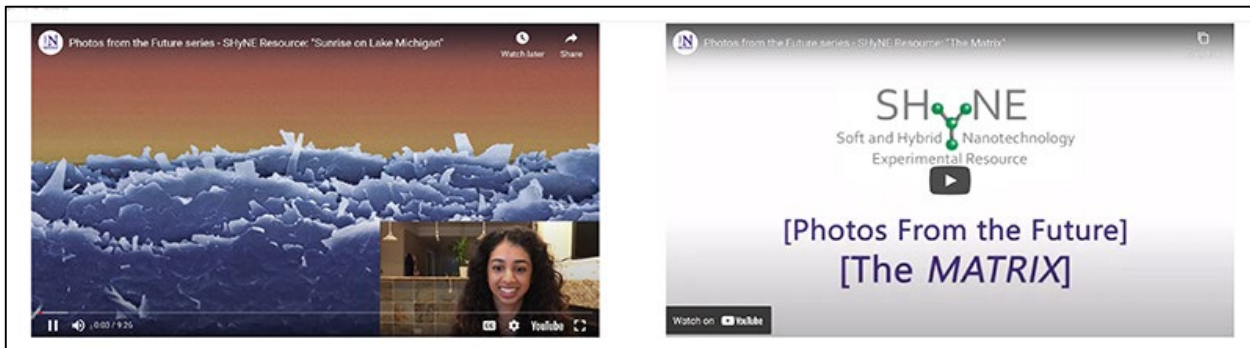 N Photos from the Future series - SHyNE Resource: "Sunrise on Lake Michigan"
Watch later
Share
0:03 / 9:26
CC
YouTube
N Photos from the Future series - SHyNE Resource: "The Matrix"
SHyNE
Soft and Hybrid Nanotechnology
Experimental Resource
[Photos From the Future]
[The MATRIX]
Watch on YouTube